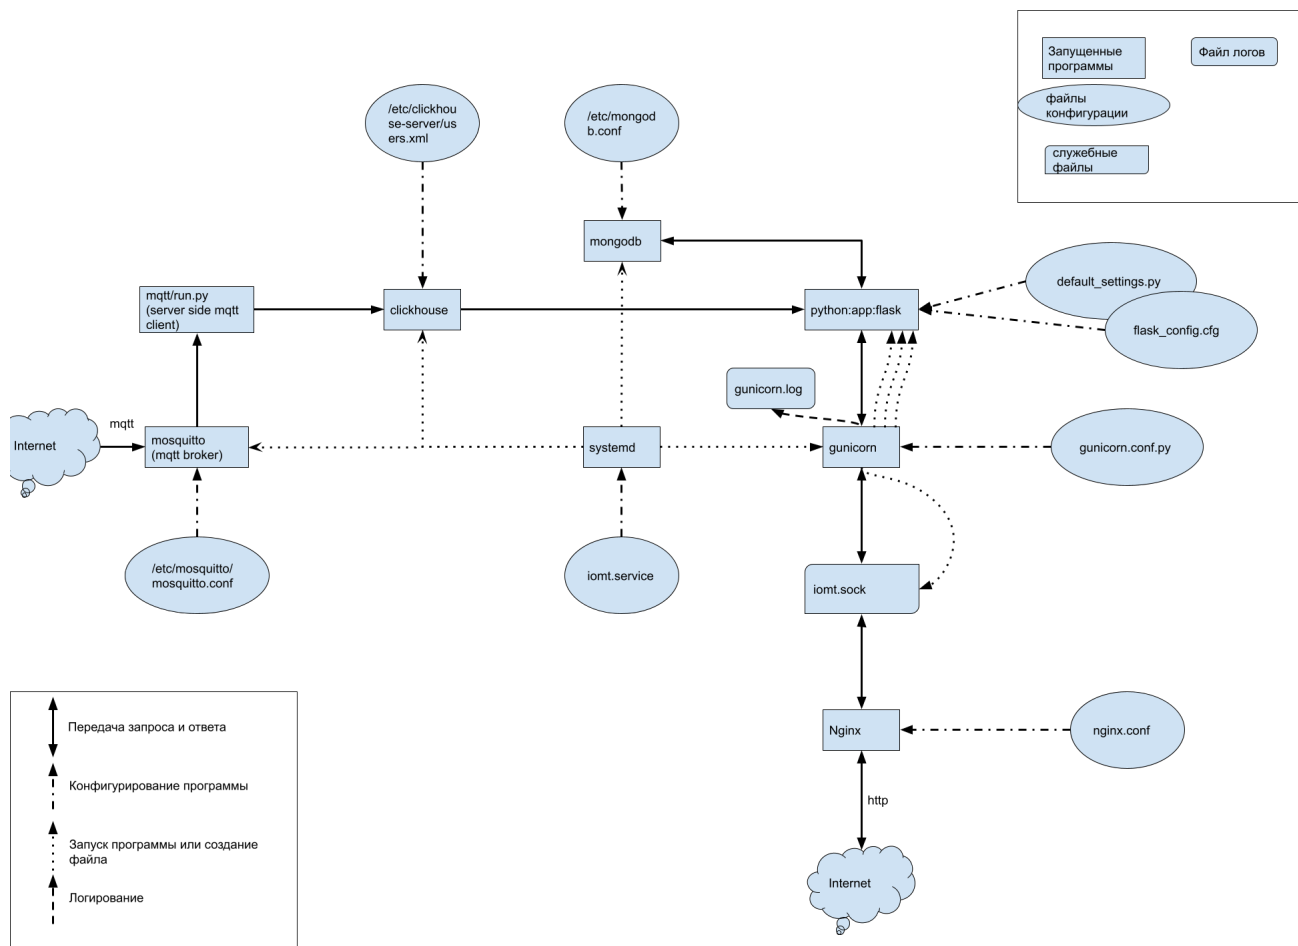 Запущенные
программы
Файл логов
файлы
конфигурации
служебные
файлы
/etc/clickhou
se-server/us
ers.xml
/etc/mongod
b.conf
mongodb
mqtt/run.py
(server side mqtt
client)
clickhouse
python:app:flask
default_settings.py
flask_config.cfg
gunicorn.log
Internet
mqtt
mosquitto
(mqtt broker)
systemd
gunicorn
gunicorn.conf.py
/etc/mosquitto/
mosquitto.conf
iomt.service
iomt.sock
Nginx
nginx.conf
http
Internet
Передача запроса и ответа
Конфигурирование программы
Запуск программы или создание
файла
Логирование